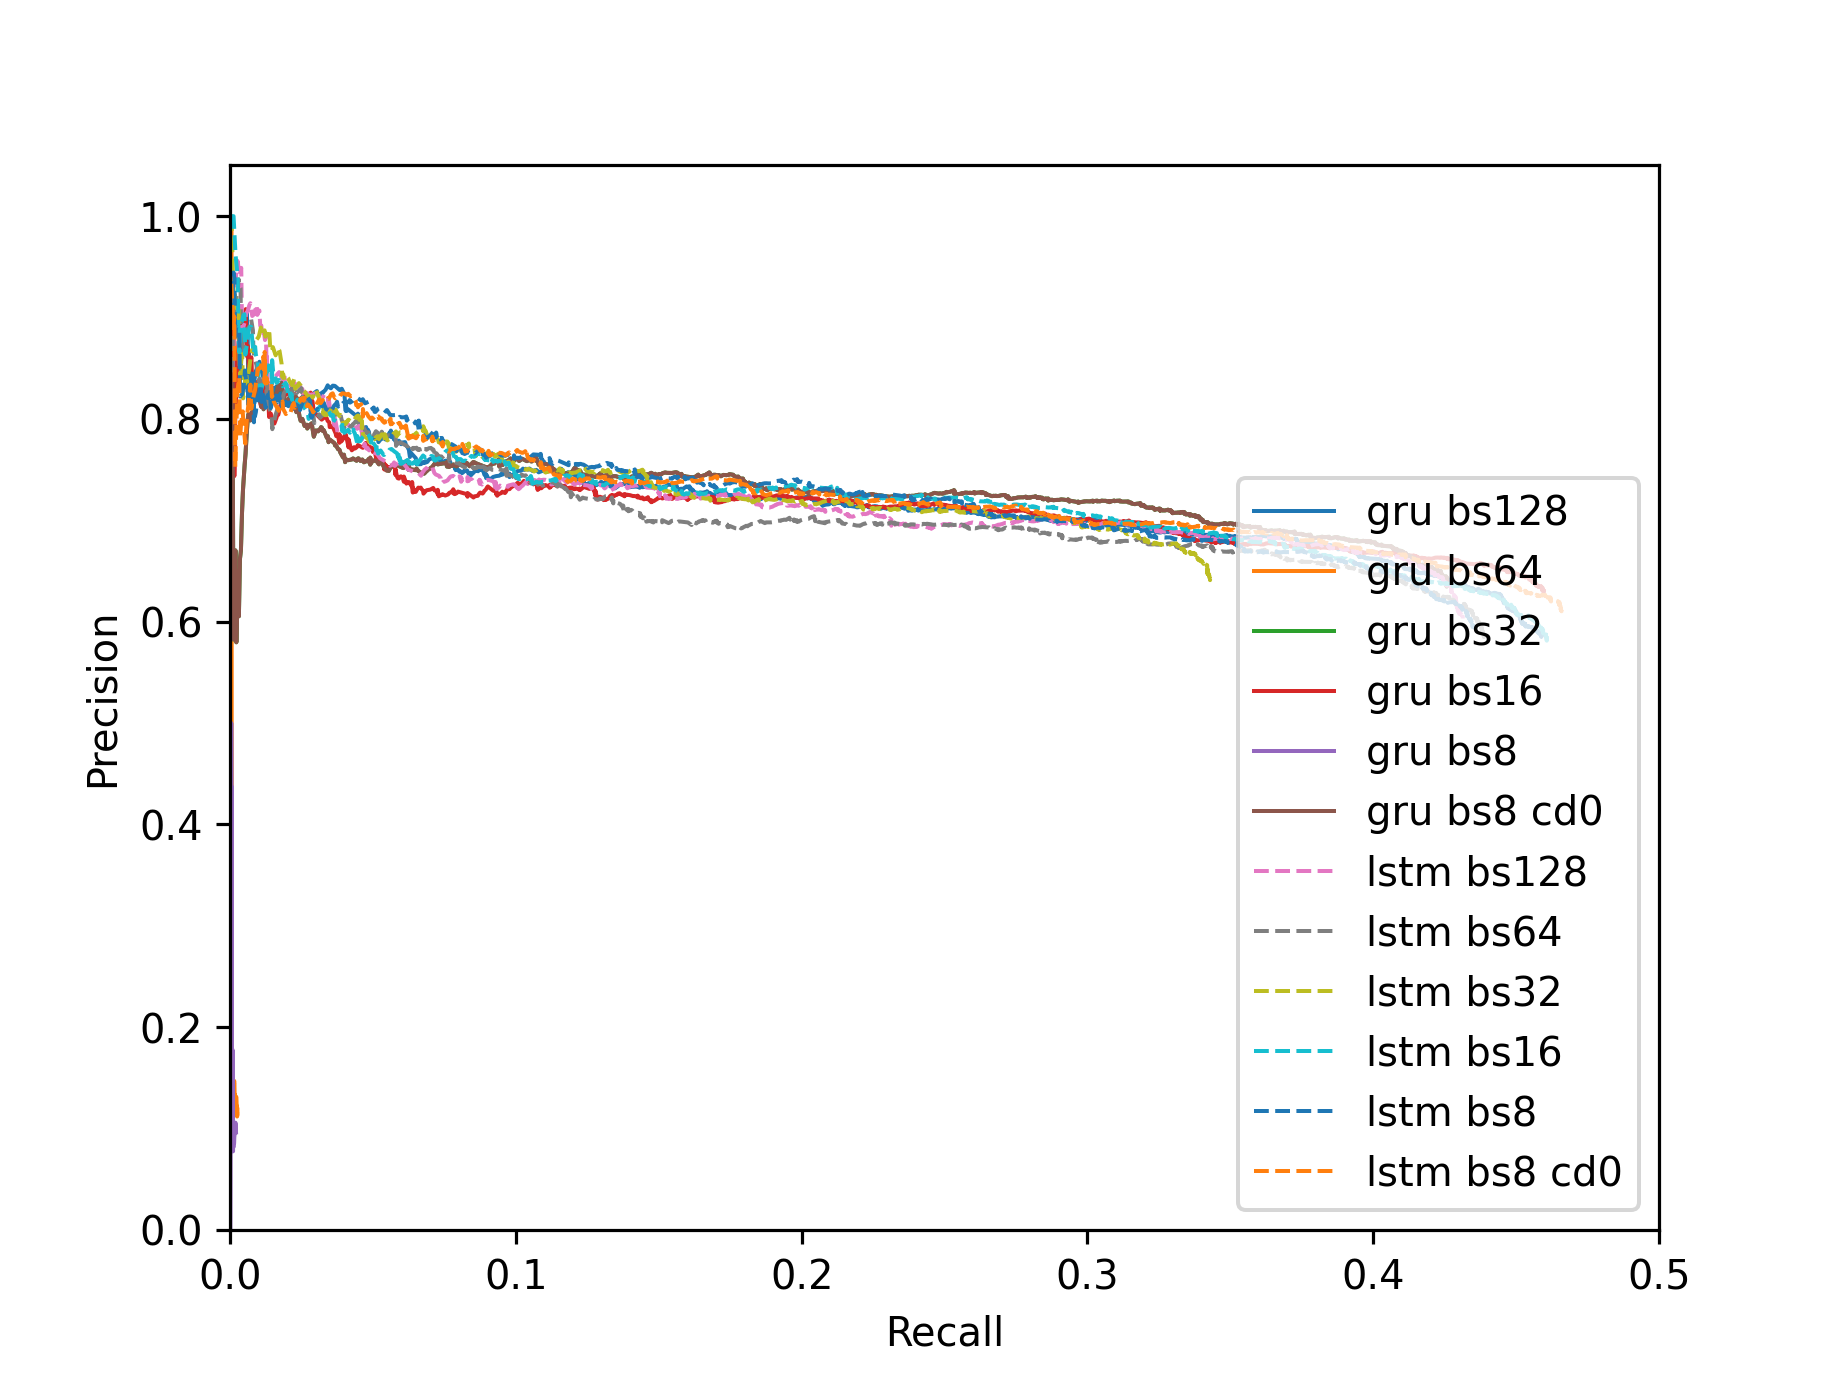 1.0
0.8
0.6
0.4
0.2
0.0
Precision
0.0 0.1 0.2 0.3 0.4 0.5
Recall
gru bs128
gru bs64
gru bs32
gru bs16
gru bs8
gru bs8 cd0
lstm bs128
lstm bs64
lstm bs32
lstm bs16
lstm bs8
lstm bs8 cd0